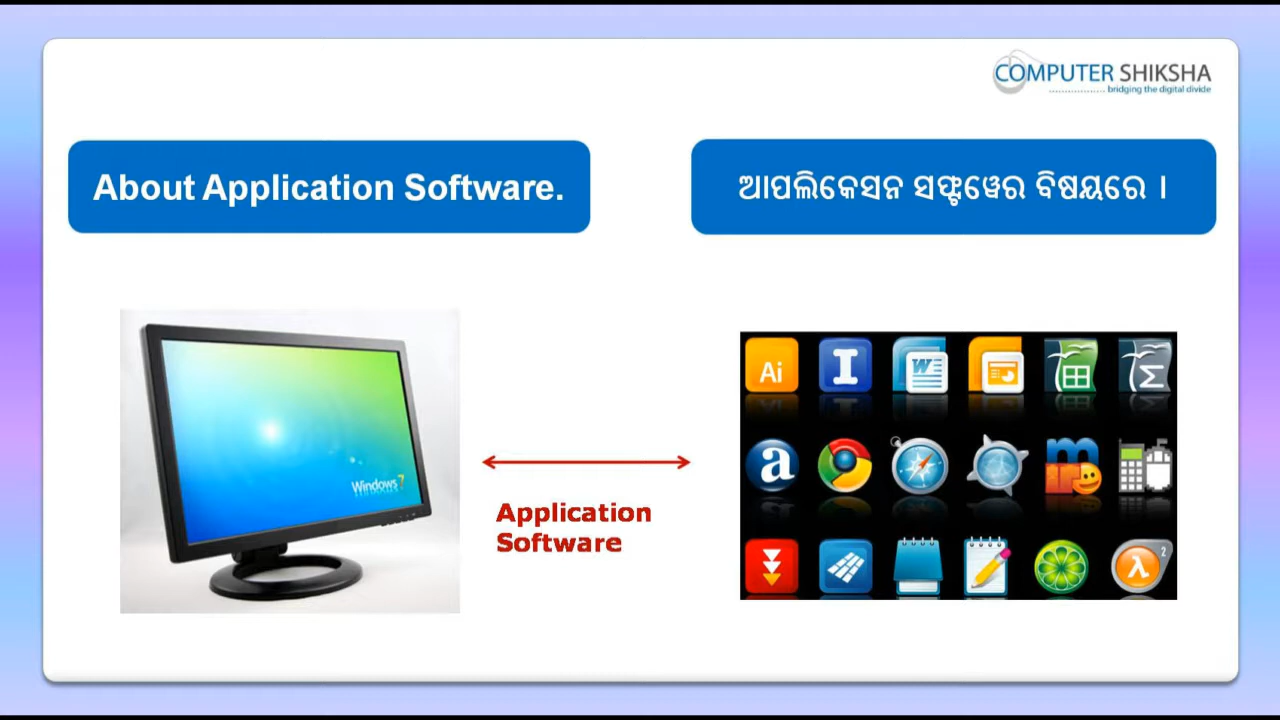 COMPUTER SHIKSHA
bridging the digital divide
About Application Software.
ଆପଲିକେସନ ସଫ୍ଟୱେର ବିଷୟରେ ।
Windows 7
Application
Software
Ai
I
W
Σ
a
m
λ
2